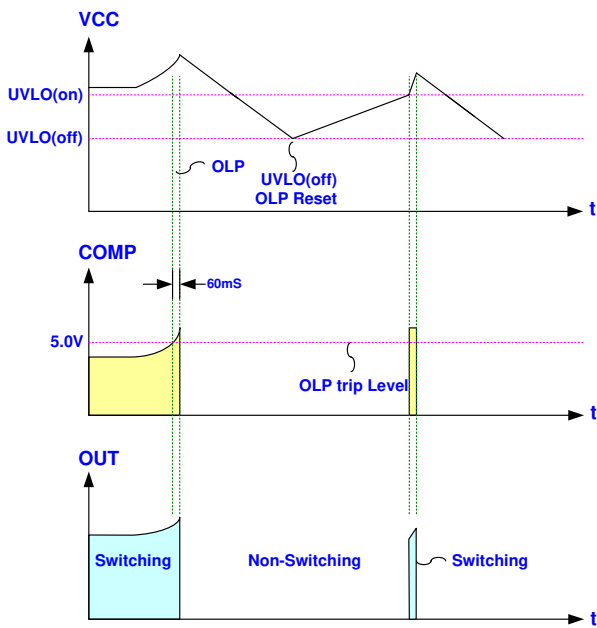 VCC
UVLO(on)
UVLO(off)
OLP
UVLO(off)
OLP Reset
t
COMP
60mS
5.0V
OLP trip Level
t
OUT
Switching
Non-Switching
Switching
t